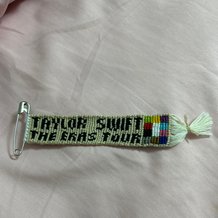 TAYLOR SWIFT
THE ERAS TOUR